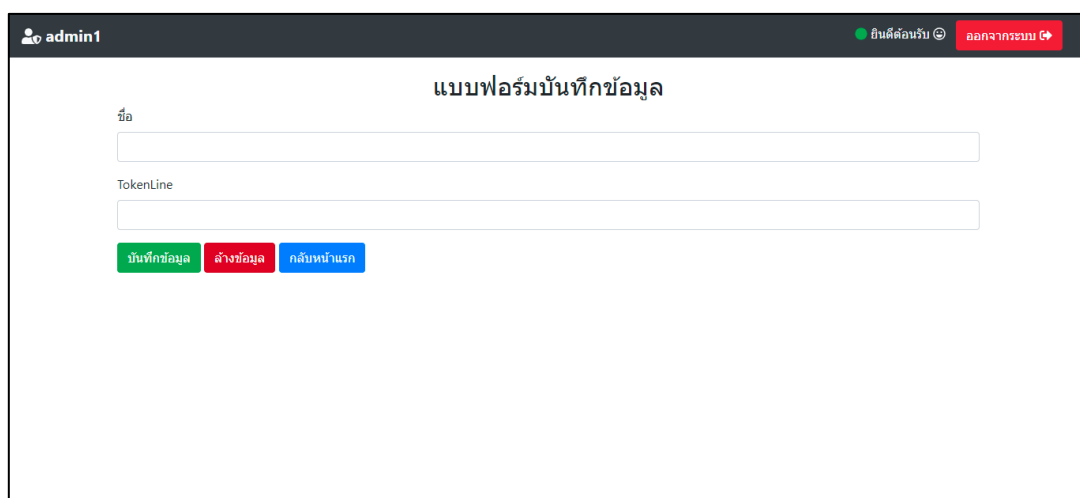 admin1 ยินดีต้อนรับ ออกจากระบบ
แบบฟอร์มบันทึกข้อมูล
ชื่อ
TokenLine
บันทึกข้อมูล ล้างข้อมูล กลับหน้าแรก